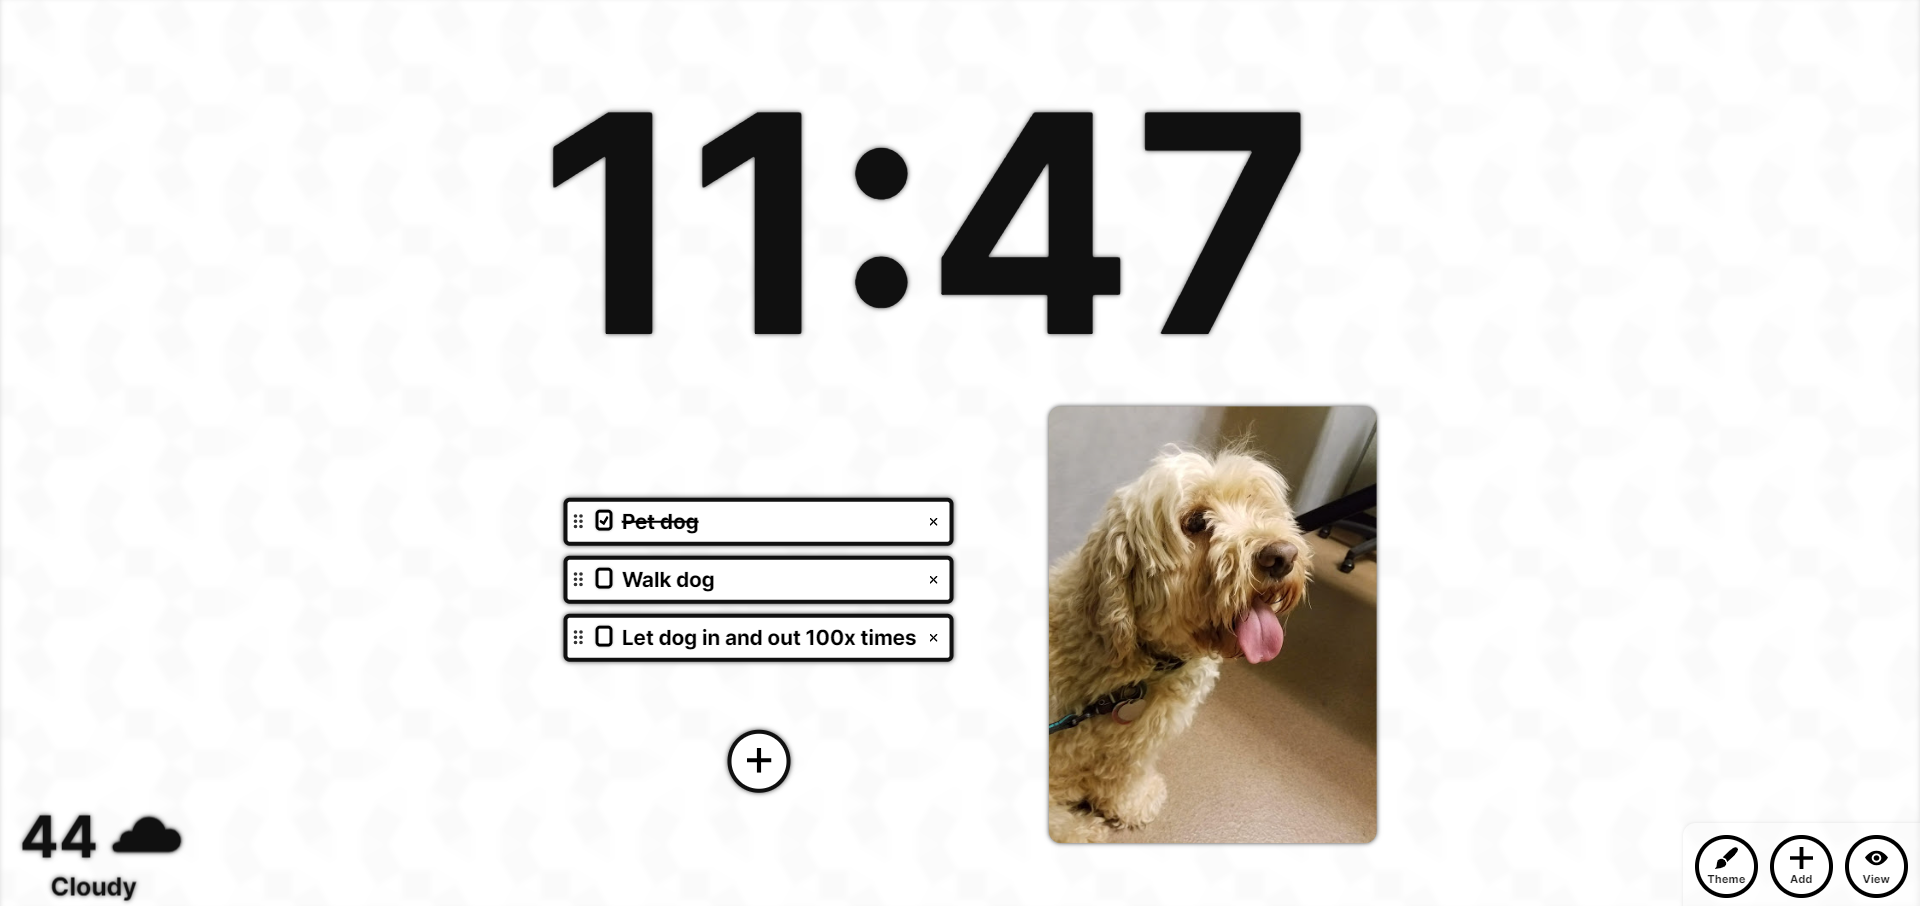 11:47
Pet dog
Walk dog
Let dog in and out 100x times
44
Cloudy
Theme
Add
View